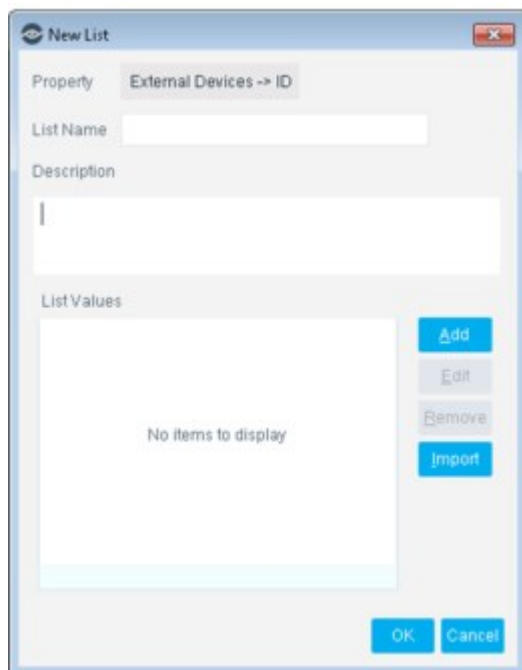 New List
Property External Devices -> ID
List Name
Description
List Values
Add
Edit
Remove
No items to display
Import
OK Cancel